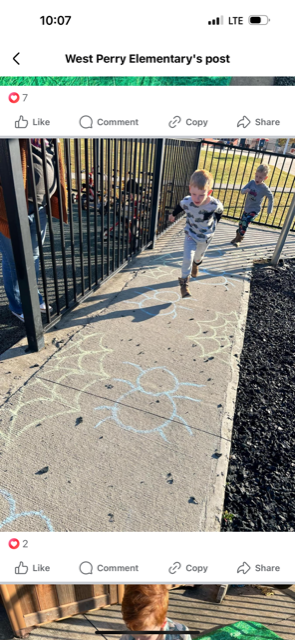 10:07
LTE
West Perry Elementary's post
7
Like Comment Copy Share
2
Like Comment Copy Share